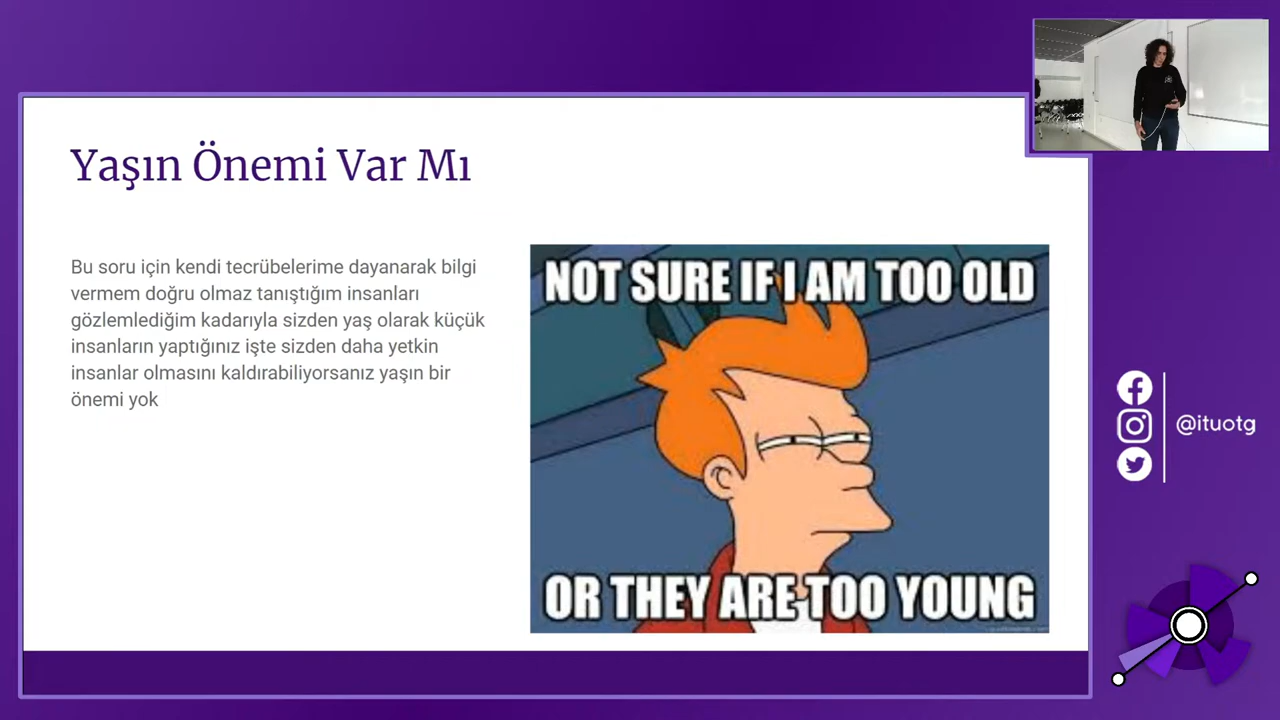 Yaşın Önemi Var Mı
Bu soru için kendi tecrübelerime dayanarak bilgi
vermem doğru olmaz tanıştığım insanları
gözlemlediğim kadarıyla sizden yaş olarak küçük
insanların yaptığınız işte sizden daha yetkin
insanlar olmasını kaldırabiliyorsanız yaşın bir
önemi yok
NOT SURE IF I AM TOO OLD
OR THEY ARE TOO YOUNG
@ituotg